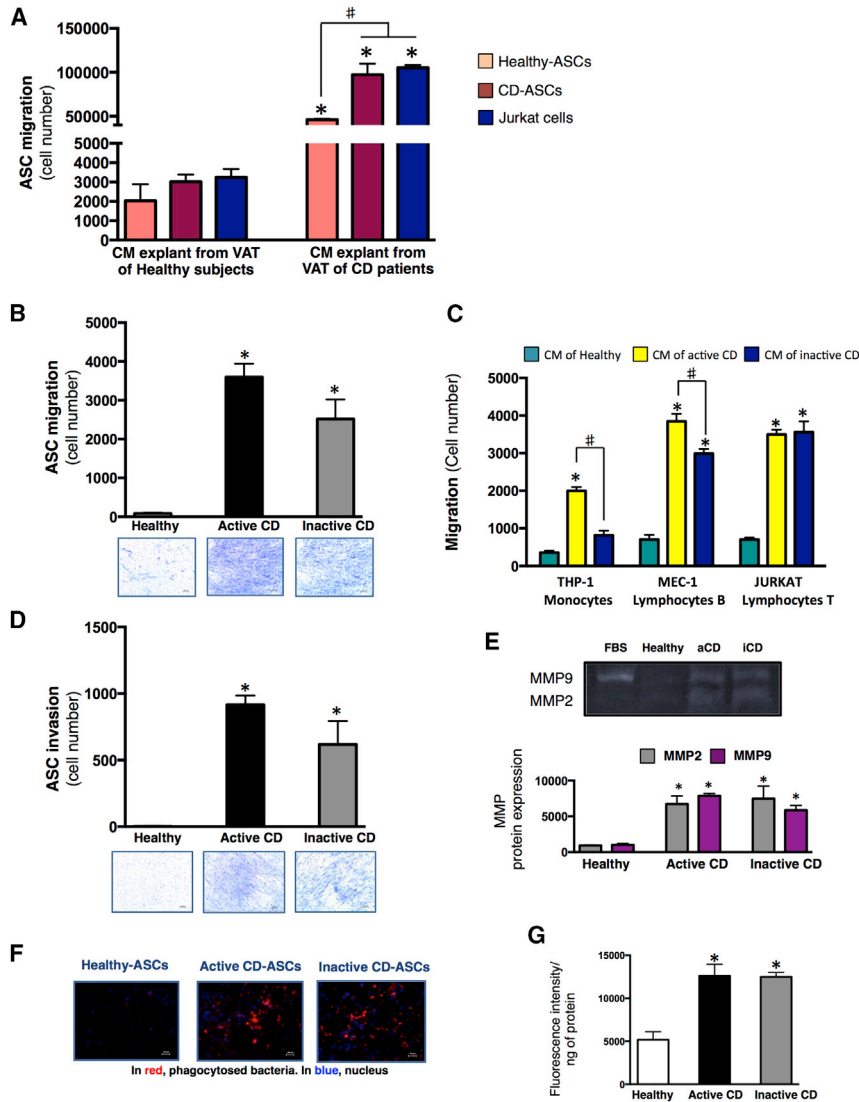 A
150000
100000
50000
5000
4000
3000
2000
1000
0
ASC migration
(cell number)
#
*
*
*
Healthy-ASCs
CD-ASCs
Jurkat cells
CM explant from VAT
of Healthy subjects
CM explant from
VAT of CD patients
B
5000
4000
3000
2000
1000
0
ASC migration
(cell number)
*
*
Healthy
Active CD
Inactive CD
C
CM of Healthy
CM of active CD
CM of inactive CD
5000
4000
3000
2000
1000
0
Migration (Cell number)
*
#
*
#
*
*
*
THP-1
Monocytes
MEC-1
Lymphocytes B
JURKAT
Lymphocytes T
D
1500
1000
500
0
ASC invasion
(cell number)
*
*
Healthy
Active CD
Inactive CD
E
FBS Healthy aCD iCD
MMP9
MMP2
MMP2
MMP9
10000
5000
0
MMP
protein expression
*
*
*
*
Healthy
Active CD
Inactive CD
F
Healthy-ASCs
Active CD-ASCs
Inactive CD-ASCs
In red, phagocytosed bacteria. In blue, nucleus
G
15000
10000
5000
0
Fluorescence intensity/
ng of protein
*
*
Healthy
Active CD
Inactive CD